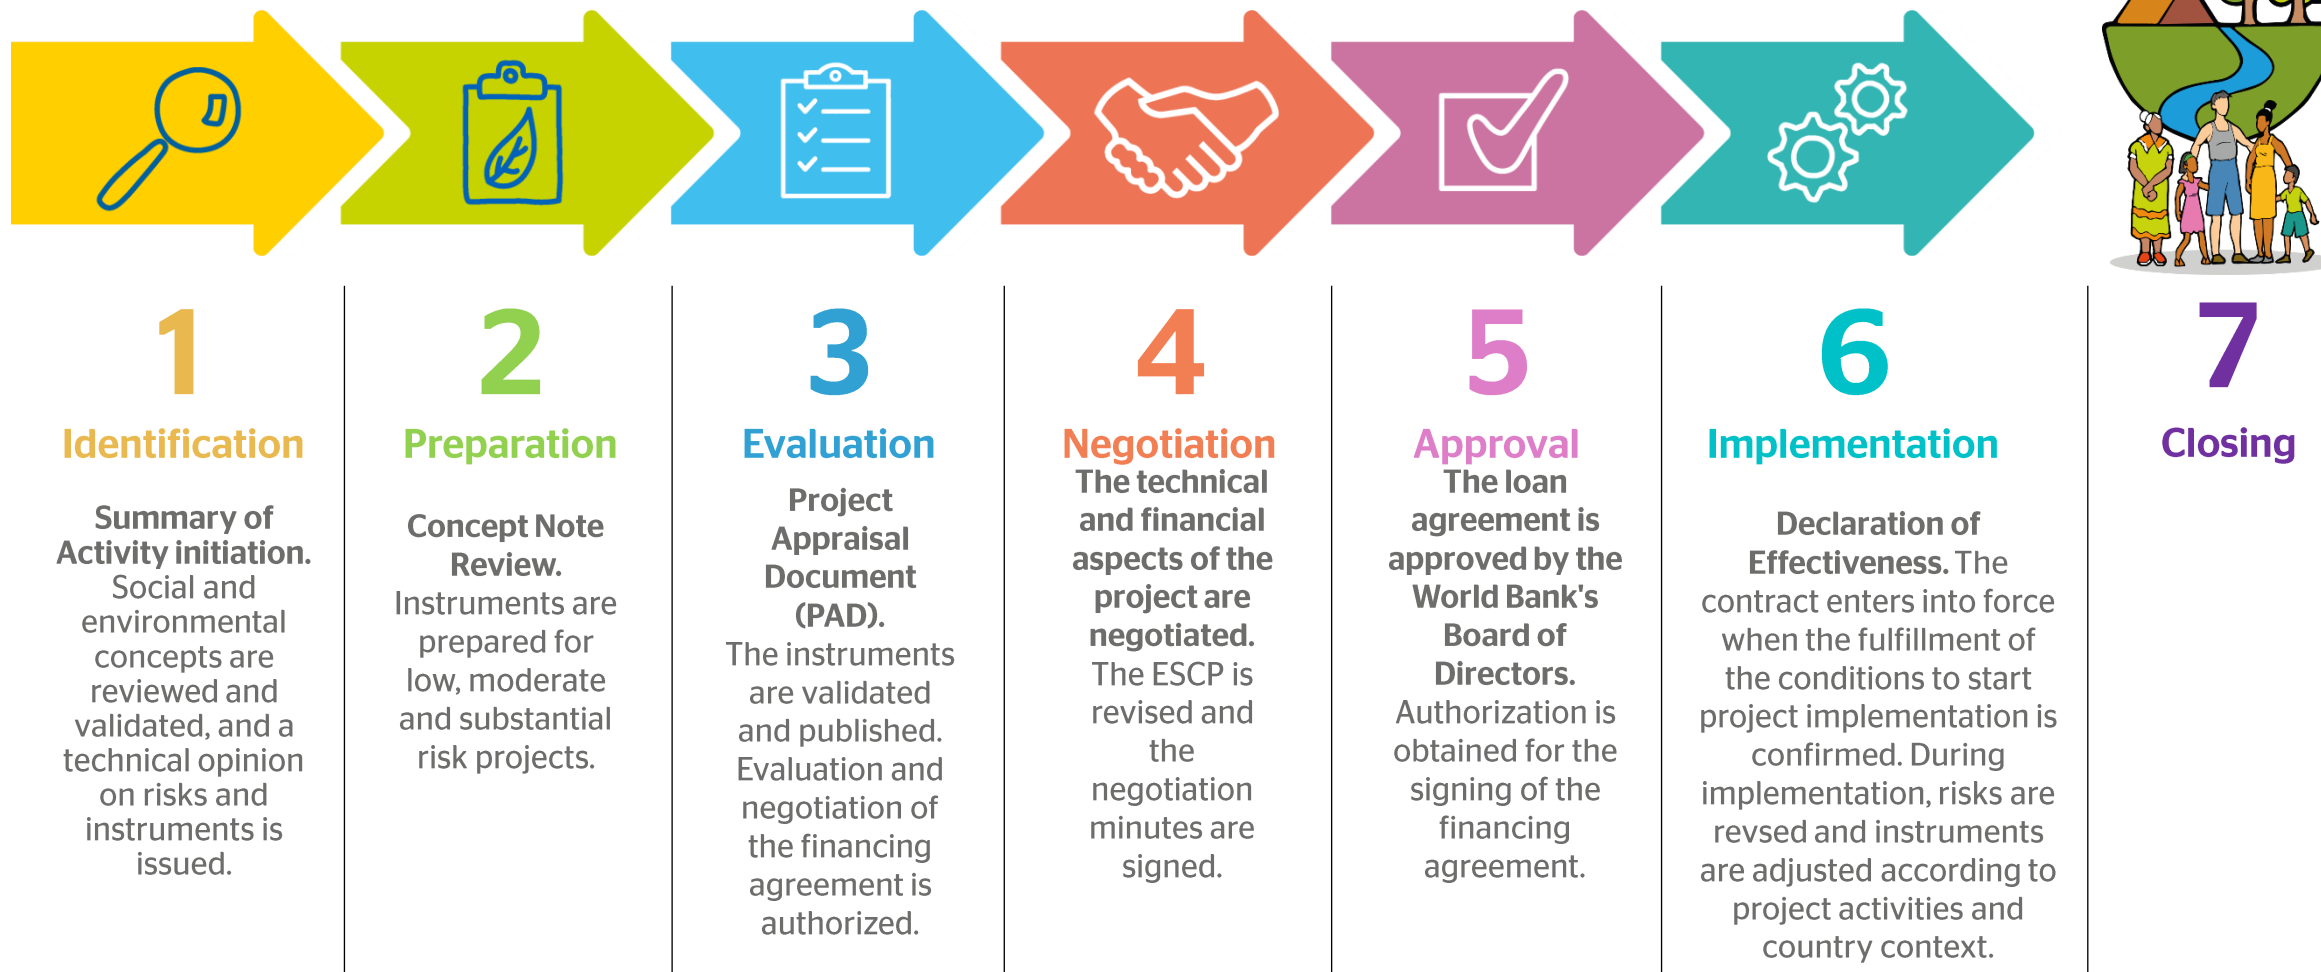 1
Identification
Summary of
Activity initiation.
Social and
environmental
concepts are
reviewed and
validated, and a
technical opinion
on risks and
instruments is
issued.
2
Preparation
Concept Note
Review.
Instruments are
prepared for
low, moderate
and substantial
risk projects.
3
Evaluation
Project
Appraisal
Document
(PAD).
The instruments
are validated
and published.
Evaluation and
negotiation of
the financing
agreement is
authorized.
4
Negotiation
The technical
and financial
aspects of the
project are
negotiated.
The ESCP is
revised and
the
negotiation
minutes are
signed.
5
Approval
The loan
agreement is
approved by the
World Bank's
Board of
Directors.
Authorization is
obtained for the
signing of the
financing
agreement.
6
Implementation
Declaration of
Effectiveness. The
contract enters into force
when the fulfillment of
the conditions to start
project implementation is
confirmed. During
implementation, risks are
revsed and instruments
are adjusted according to
project activities and
country context.
7
Closing